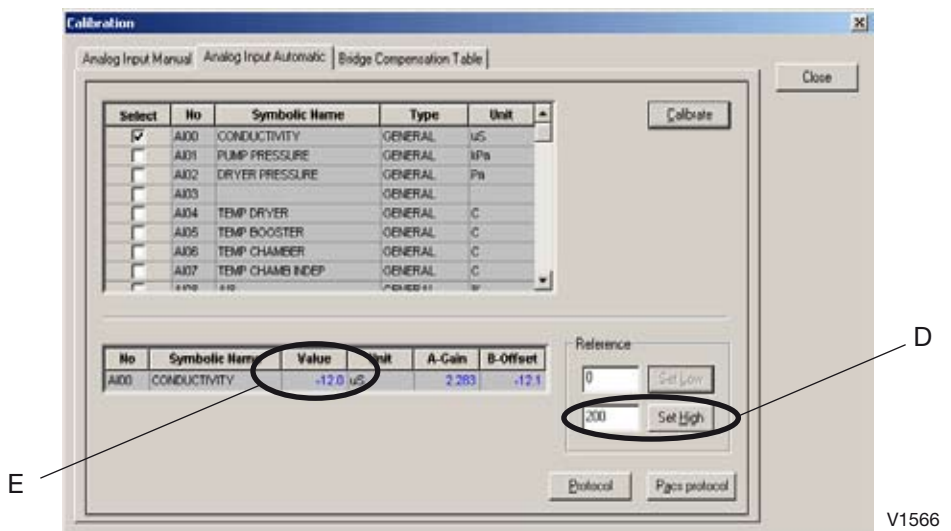 Calibration
Analog Input Manual Analog Input Automatic Bridge Compensation Table
Close
Select No Symbolic Name Type Unit
AI00 CONDUCTIVITY GENERAL uS
AI01 PUMP PRESSURE GENERAL kPa
AI02 DRYER PRESSURE GENERAL Pa
AI03 GENERAL
AI04 TEMP DRYER GENERAL C
AI05 TEMP BOOSTER GENERAL C
AI06 TEMP CHAMBER GENERAL C
AI07 TEMP CHAMB INDEP GENERAL C
Calibrate
No Symbolic Name Value Unit A-Gain B-Offset
AI00 CONDUCTIVITY -12.0 uS 2.283 -12.1
Reference
0 Set Low
200 Set High
Protocol Pacs protocol
D
E
V1566